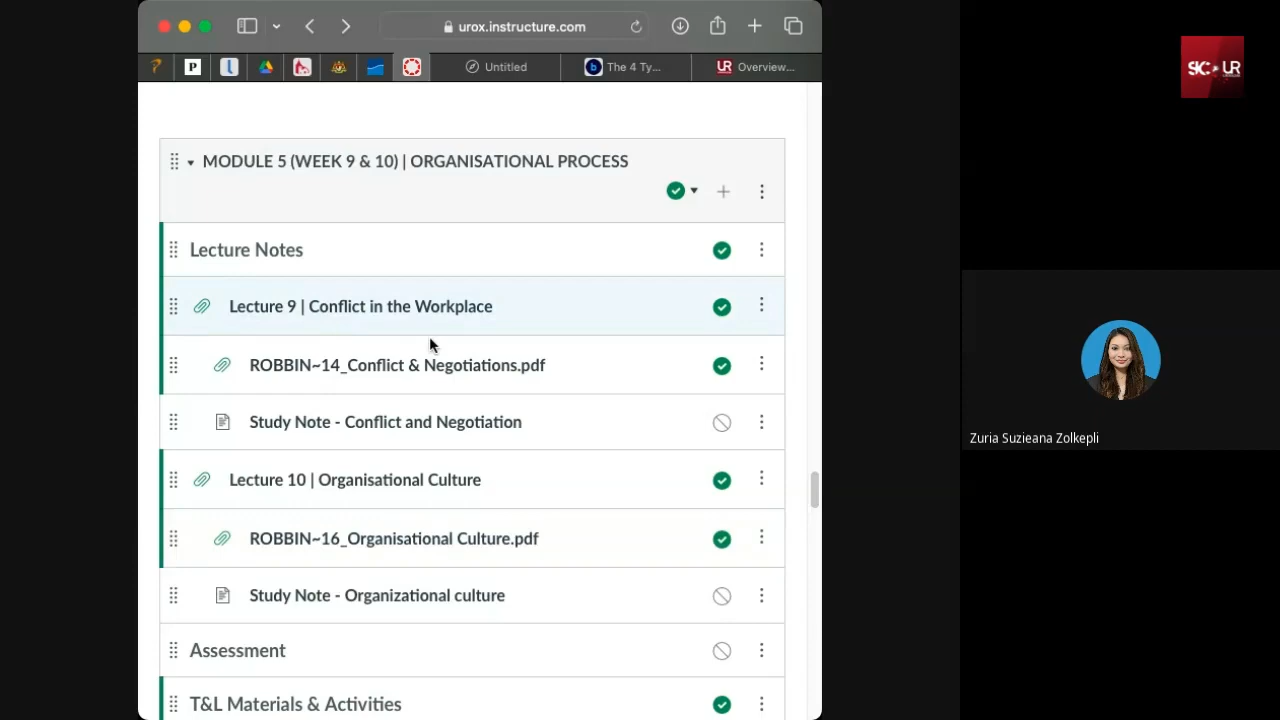 urox.instructure.com
Untitled
The 4 Ty...
UR Overview...
MODULE 5 (WEEK 9 & 10) | ORGANISATIONAL PROCESS
Lecture Notes
Lecture 9 | Conflict in the Workplace
ROBBIN~14_Conflict & Negotiations.pdf
Study Note - Conflict and Negotiation
Lecture 10 | Organisational Culture
ROBBIN~16_Organisational Culture.pdf
Study Note - Organizational culture
Assessment
T&L Materials & Activities
UR
Zuria Suzieana Zolkepli